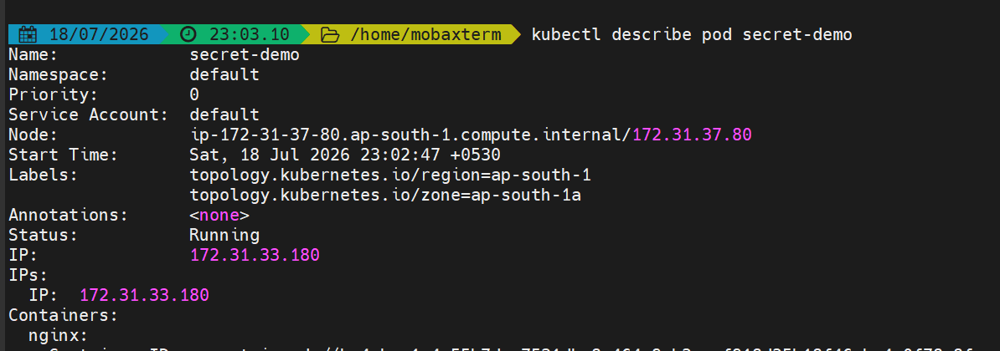 18/07/2026 23:03.10 /home/mobaxterm kubectl describe pod secret-demo
Name: secret-demo
Namespace: default
Priority: 0
Service Account: default
Node: ip-172-31-37-80.ap-south-1.compute.internal/172.31.37.80
Start Time: Sat, 18 Jul 2026 23:02:47 +0530
Labels: topology.kubernetes.io/region=ap-south-1
topology.kubernetes.io/zone=ap-south-1a
Annotations: <none>
Status: Running
IP: 172.31.33.180
IPs:
IP: 172.31.33.180
Containers:
nginx: